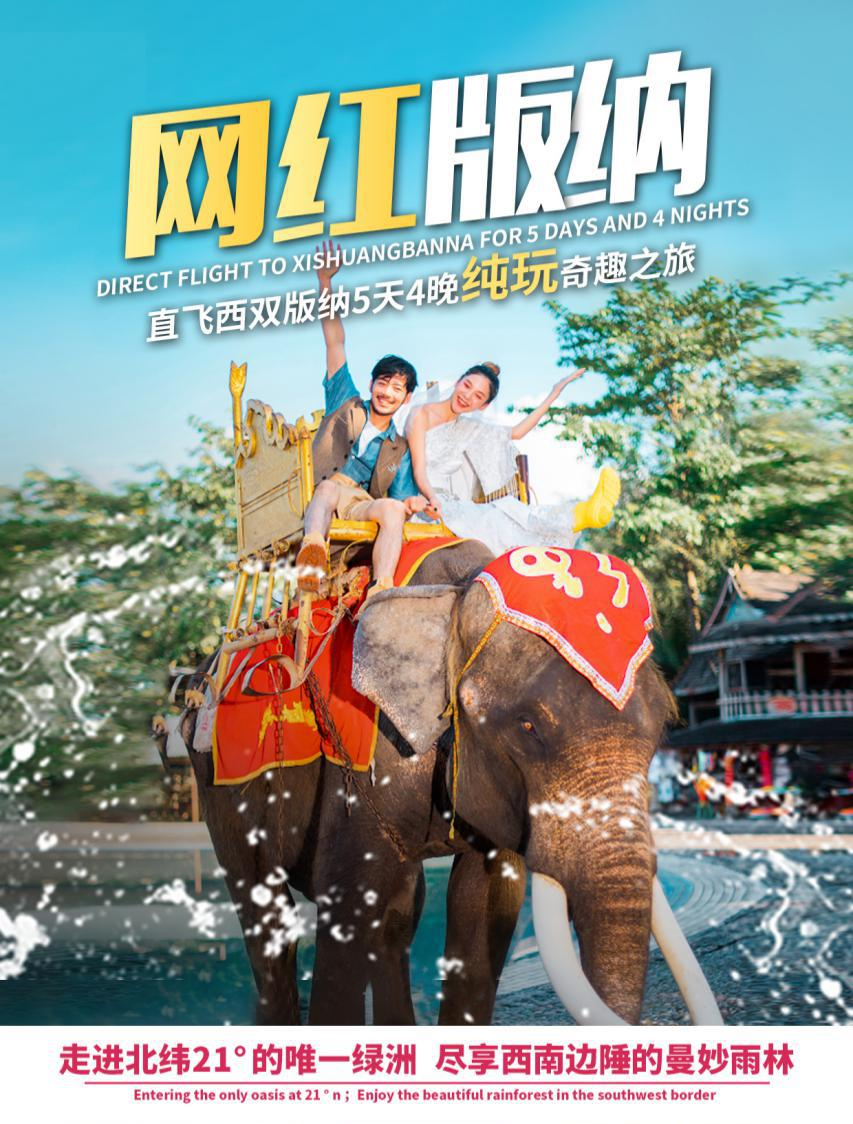 网红版纳
DIRECT FLIGHT TO XISHUANGBANNA FOR 5 DAYS AND 4 NIGHTS
直飞西双版纳5天4晚纯玩奇趣之旅
走进北纬21°的唯一绿洲 尽享西南边陲的曼妙雨林
Entering the only oasis at 21 ° n ; Enjoy the beautiful rainforest in the southwest border